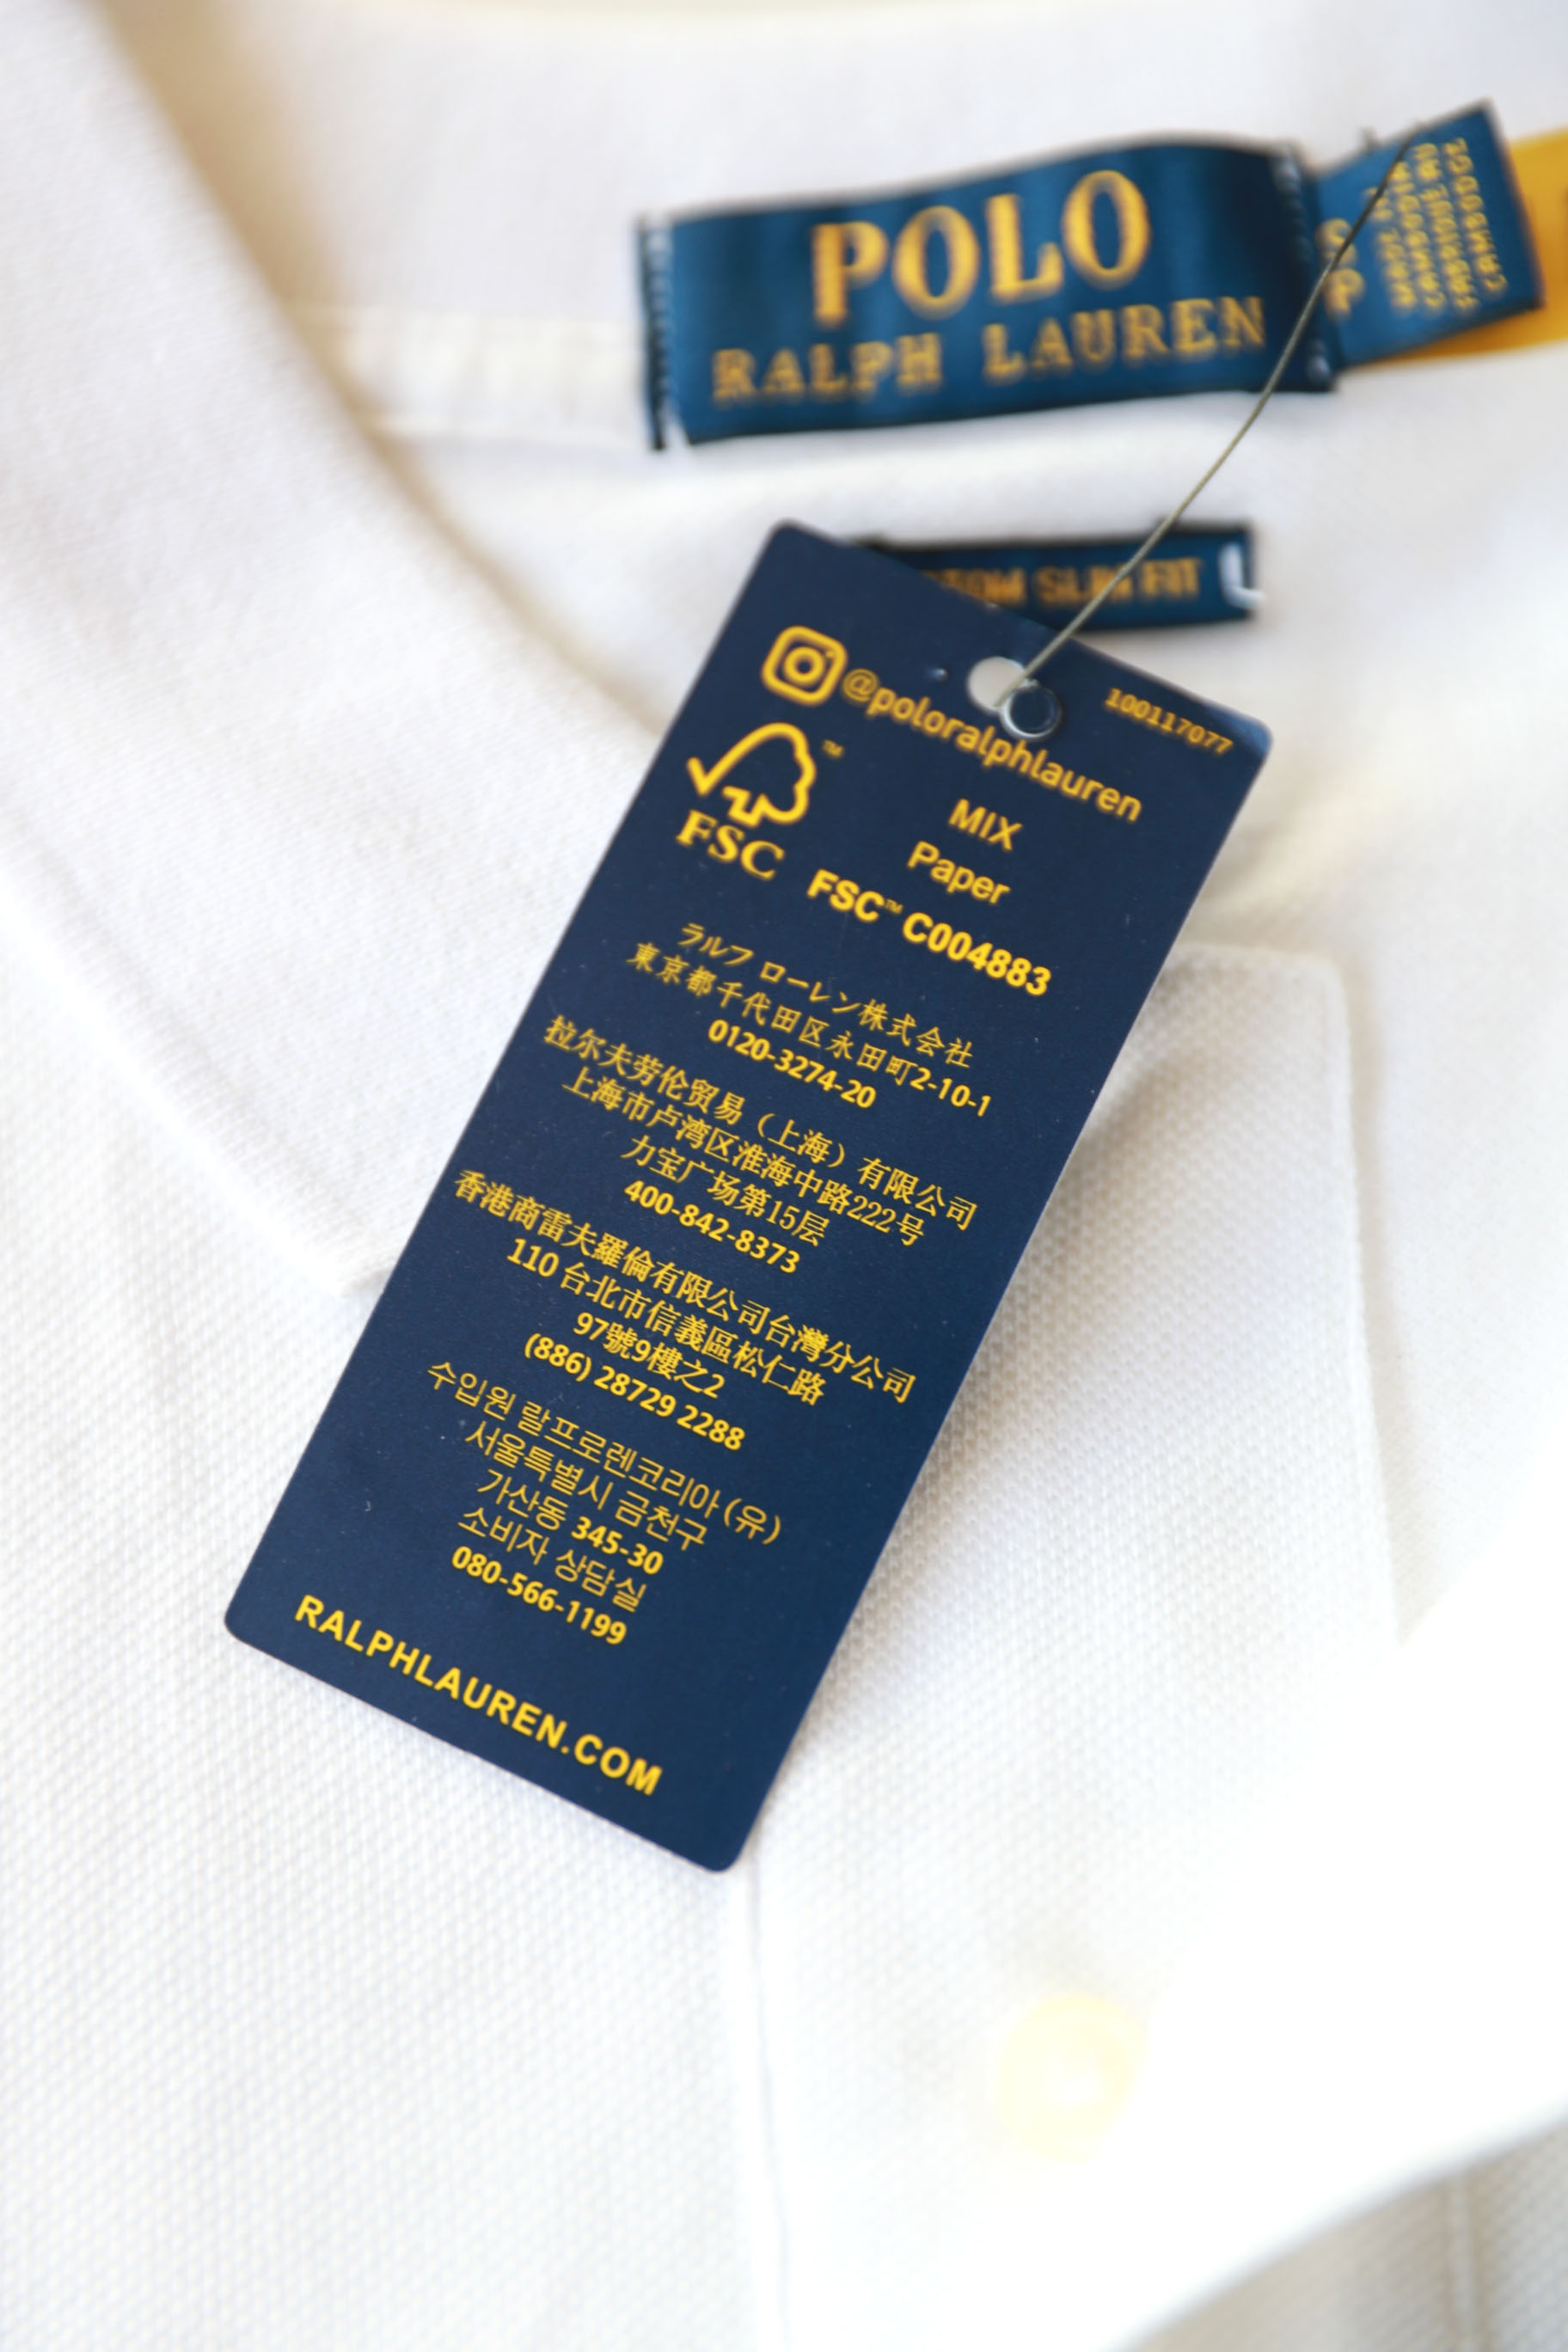 POLO
RALPH LAUREN
SLIM FIT
@poloralphlauren
100117077
FSC
MIX
Paper
FSC™ C004883
ラルフ ローレン株式会社
東京都千代田区永田町2-10-1
0120-3274-20
拉尔夫劳伦贸易（上海）有限公司
上海市卢湾区淮海中路222号
力宝广场第15层
400-842-8373
香港商雷夫羅倫有限公司台灣分公司
110 台北市信義區松仁路
97號9樓之2
(886) 28729 2288
수입원 랄프로렌코리아 (유)
서울특별시 금천구
가산동 345-30
소비자 상담실
080-566-1199
RALPHLAUREN.COM